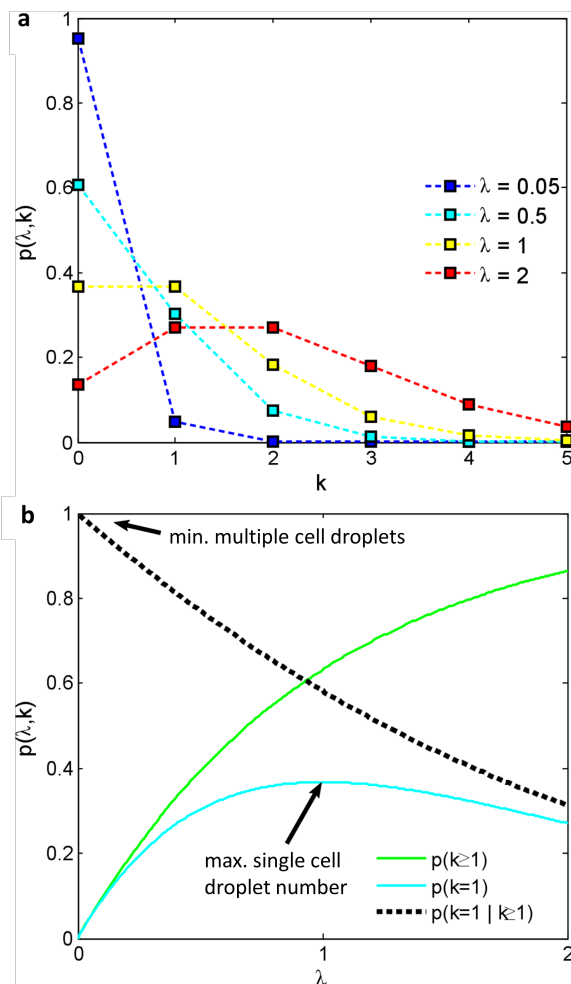 a
1
0.8
0.6
0.4
0.2
0
p(λ,k)
λ = 0.05
λ = 0.5
λ = 1
λ = 2
0 1 2 3 4 5
k
b
1
0.8
0.6
0.4
0.2
0
p(λ,k)
min. multiple cell droplets
max. single cell
droplet number
p(k≥1)
p(k=1)
p(k=1 | k≥1)
0 1 2
λ